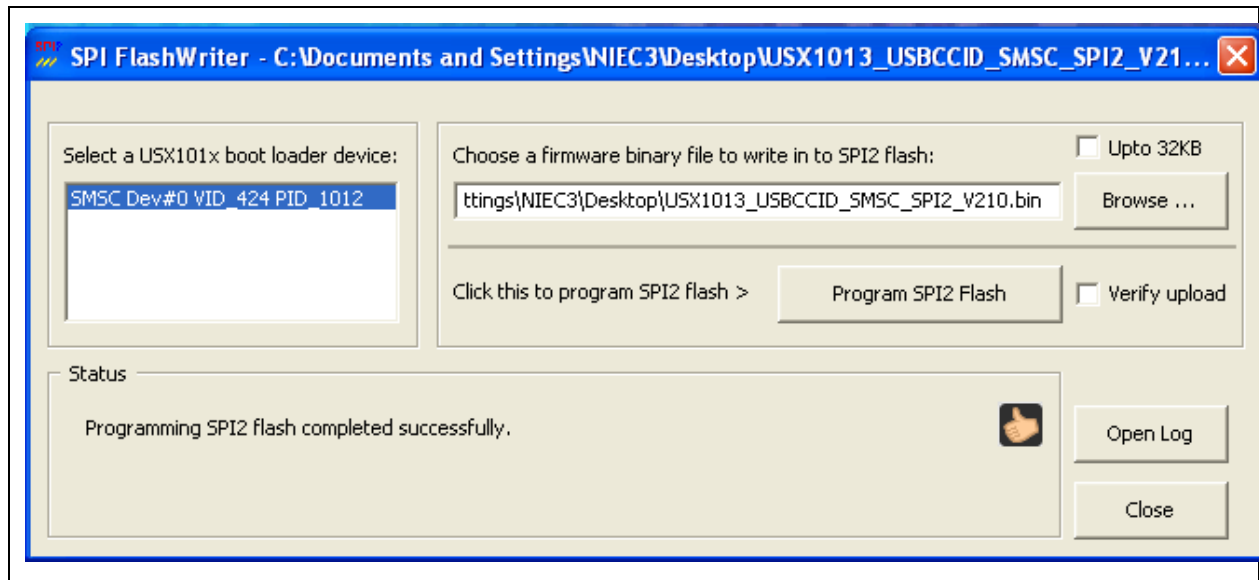 SPI FlashWriter - C:\Documents and Settings\NIEC3\Desktop\USX1013_USBCCID_SMSC_SPI2_V21...
Select a USX101x boot loader device:
SMSC Dev#0 VID_424 PID_1012
Choose a firmware binary file to write in to SPI2 flash:
Upto 32KB
ttings\NIEC3\Desktop\USX1013_USBCCID_SMSC_SPI2_V210.bin
Browse ...
Click this to program SPI2 flash >
Program SPI2 Flash
Verify upload
Status
Programming SPI2 flash completed successfully.
Open Log
Close